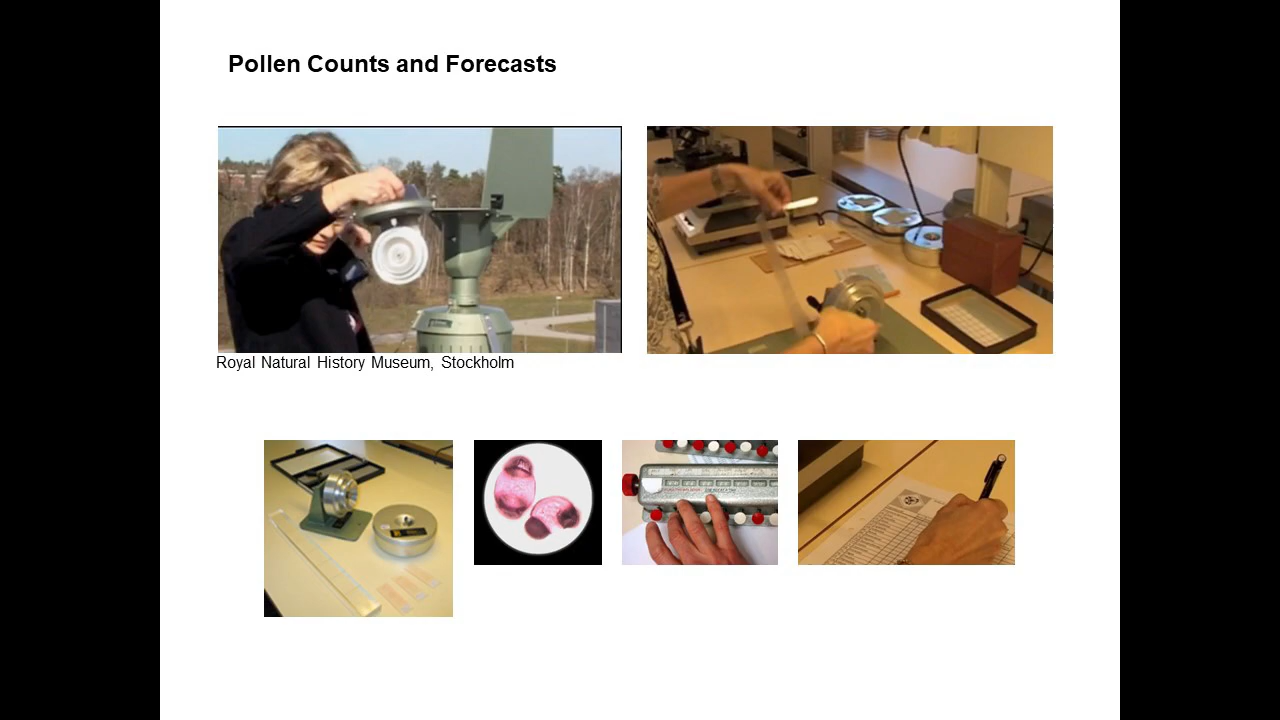 Pollen Counts and Forecasts
Royal Natural History Museum, Stockholm